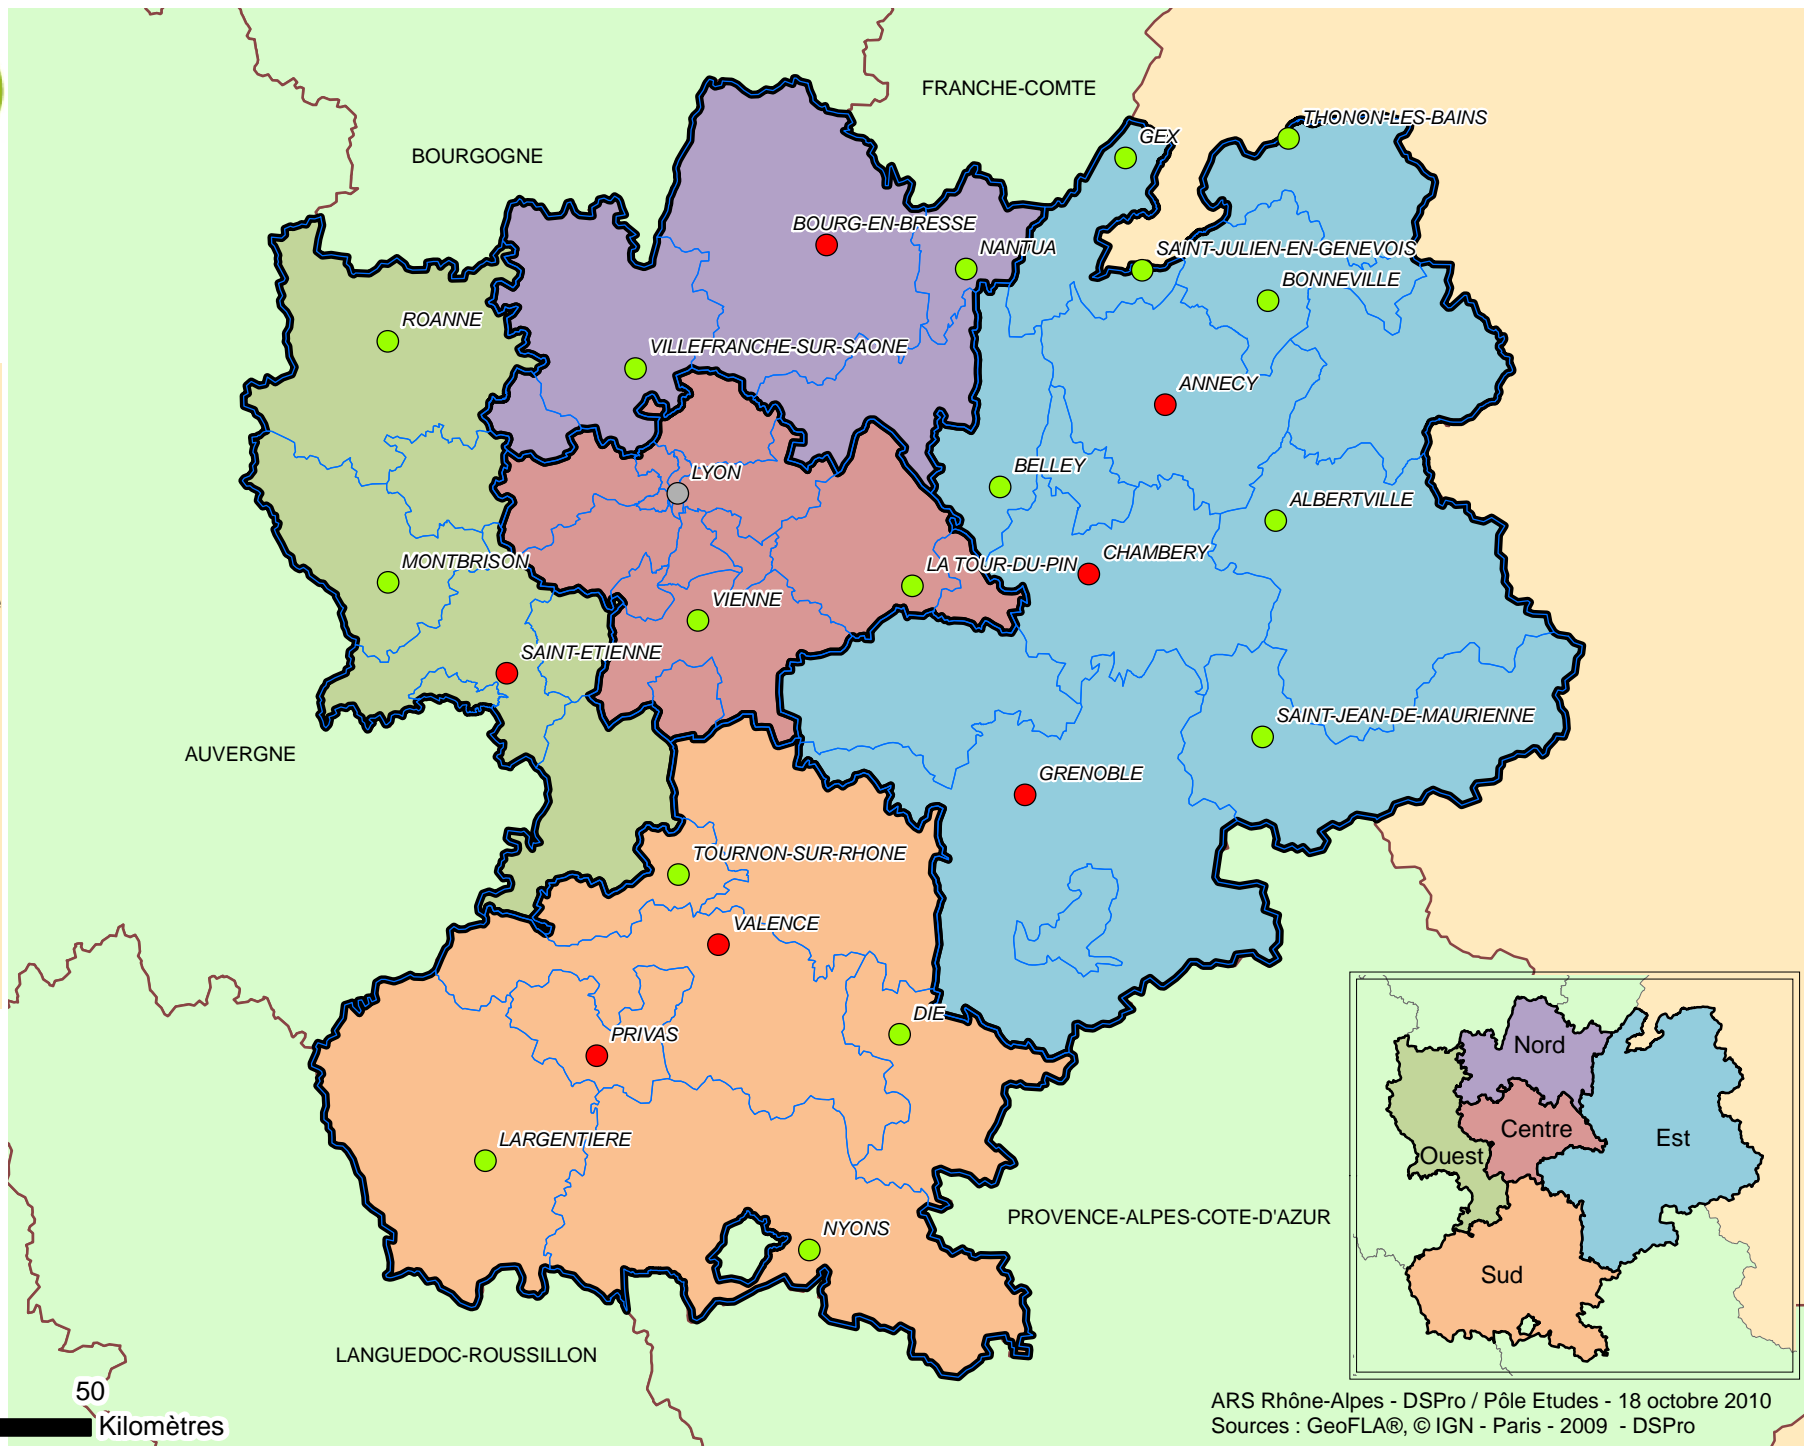 FRANCHE-COMTE
THONON-LES-BAINS
GEX
BOURGOGNE
BOURG-EN-BRESSE
NANTUA
SAINT-JULIEN-EN-GENEVOIS
BONNEVILLE
ROANNE
VILLEFRANCHE-SUR-SAONE
ANNECY
BELLEY
LYON
ALBERTVILLE
CHAMBERY
MONTBRISON
LA TOUR-DU-PIN
VIENNE
SAINT-ETIENNE
SAINT-JEAN-DE-MAURIENNE
AUVERGNE
GRENOBLE
TOURNON-SUR-RHONE
VALENCE
DIE
PRIVAS
Nord
Centre
Est
Ouest
LARGENTIERE
PROVENCE-ALPES-COTE-D'AZUR
NYONS
Sud
LANGUEDOC-ROUSSILLON
50
Kilomètres
ARS Rhône-Alpes - DSPro / Pôle Etudes - 18 octobre 2010
Sources : GeoFLA®, © IGN - Paris - 2009 - DSPro